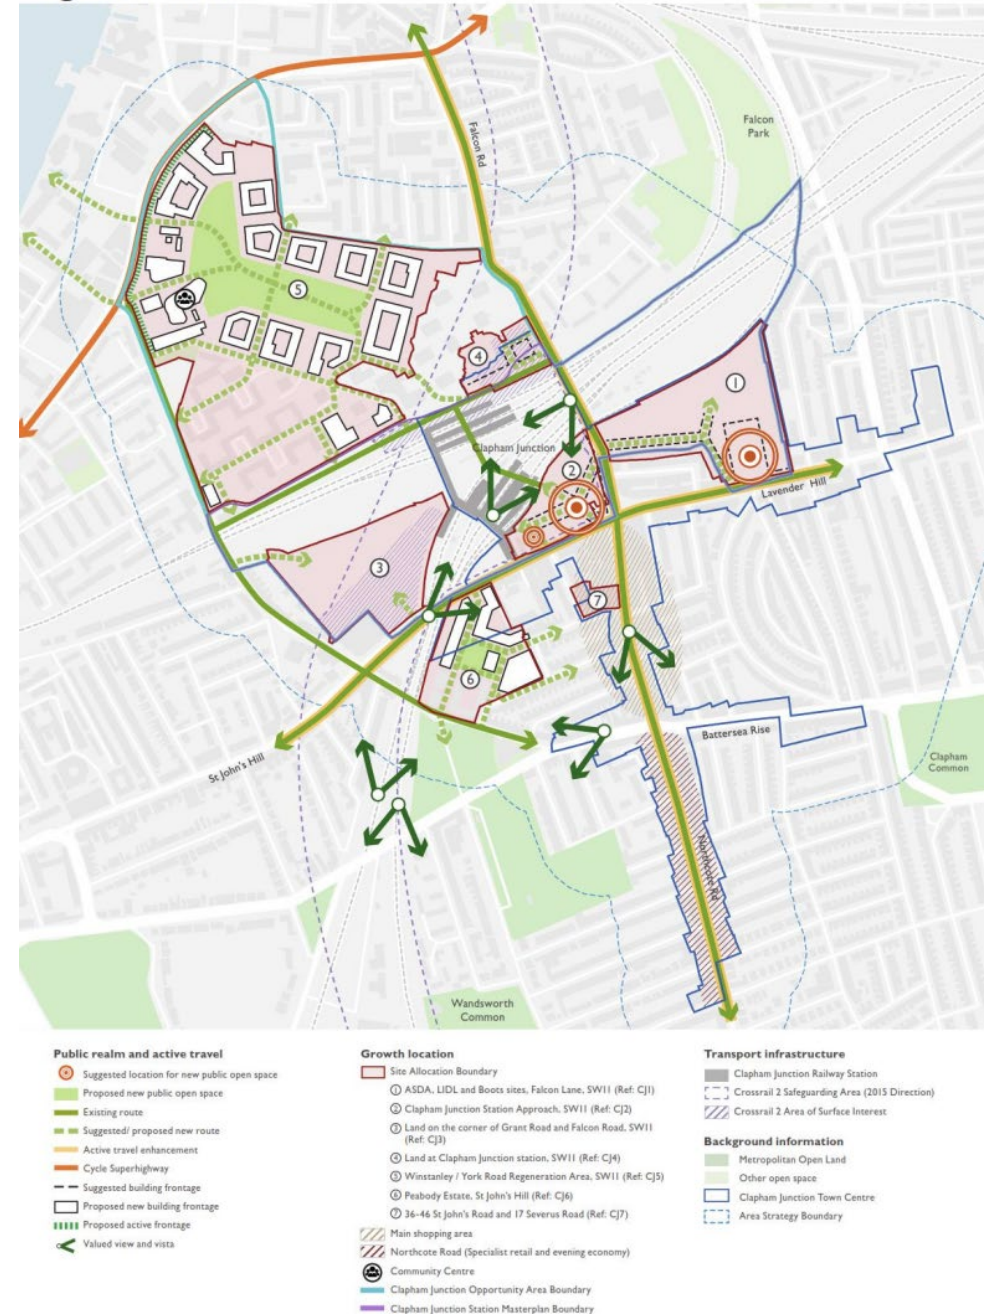 Falcon Rd
Falcon
Park
5
4
1
Clapham Junction
2
Lavender Hill
3
7
6
St John's Hill
Battersea Rise
Clapham
Common
Northcote Rd
Wandsworth
Common
Public realm and active travel
Suggested location for new public open space
Proposed new public open space
Existing route
Suggested/ proposed new route
Active travel enhancement
Cycle Superhighway
Suggested building frontage
Proposed new building frontage
Proposed active frontage
Valued view and vista
Growth location
Site Allocation Boundary
1 ASDA, LIDL and Boots sites, Falcon Lane, SW11 (Ref: CJ1)
2 Clapham Junction Station Approach, SW11 (Ref: CJ2)
3 Land on the corner of Grant Road and Falcon Road, SW11
(Ref: CJ3)
4 Land at Clapham Junction station, SW11 (Ref: CJ4)
5 Winstanley / York Road Regeneration Area, SW11 (Ref: CJ5)
6 Peabody Estate, St John's Hill (Ref: CJ6)
7 36-46 St John's Road and 17 Severus Road (Ref: CJ7)
Main shopping area
Northcote Road (Specialist retail and evening economy)
Community Centre
Clapham Junction Opportunity Area Boundary
Clapham Junction Station Masterplan Boundary
Transport infrastructure
Clapham Junction Railway Station
Crossrail 2 Safeguarding Area (2015 Direction)
Crossrail 2 Area of Surface Interest
Background information
Metropolitan Open Land
Other open space
Clapham Junction Town Centre
Area Strategy Boundary